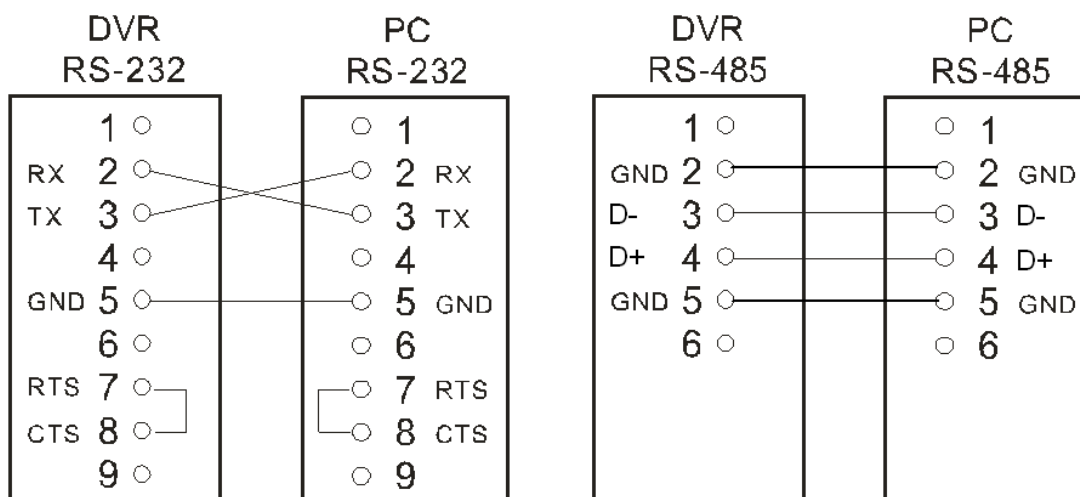 DVR
RS-232
PC
RS-232
1
RX 2
TX 3
4
GND 5
6
RTS 7
CTS 8
9
1
2 RX
3 TX
4
5 GND
6
7 RTS
8 CTS
9
DVR
RS-485
PC
RS-485
1
GND 2
D- 3
D+ 4
GND 5
6
1
2 GND
3 D-
4 D+
5 GND
6